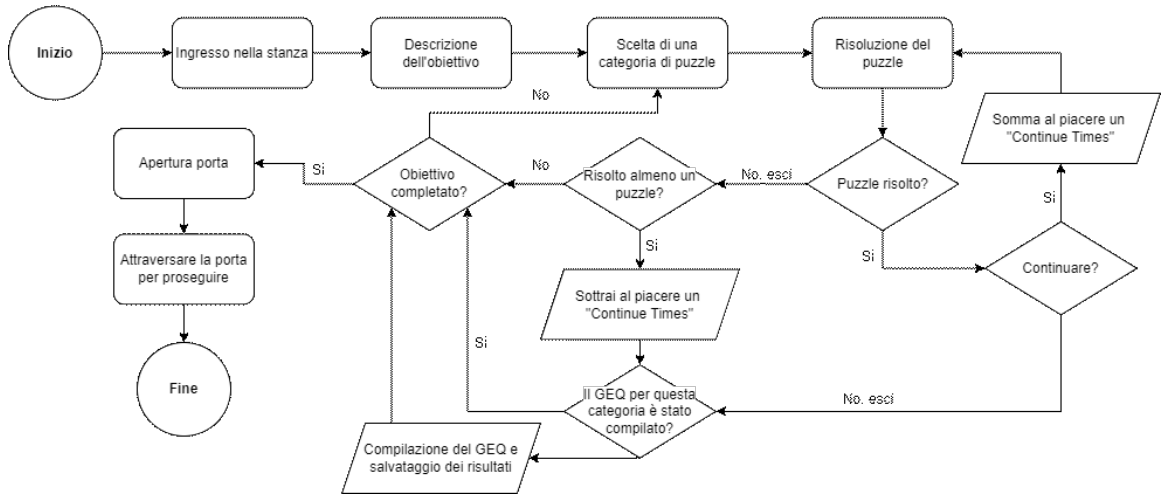 Inizio
Ingresso nella stanza
Descrizione
dell'obiettivo
Scelta di una
categoria di puzzle
Risoluzione del
puzzle
No
Somma al piacere un
"Continue Times"
Apertura porta
Si
Obiettivo
completato?
No
Risolto almeno un
puzzle?
No. esci
Puzzle risolto?
Si
Si
Si
Continuare?
Attraversare la porta
per proseguire
Sottrai al piacere un
"Continue Times"
Si
Fine
Il GEQ per questa
categoria è stato
compilato?
No. esci
Compilazione del GEQ e
salvataggio dei risultati